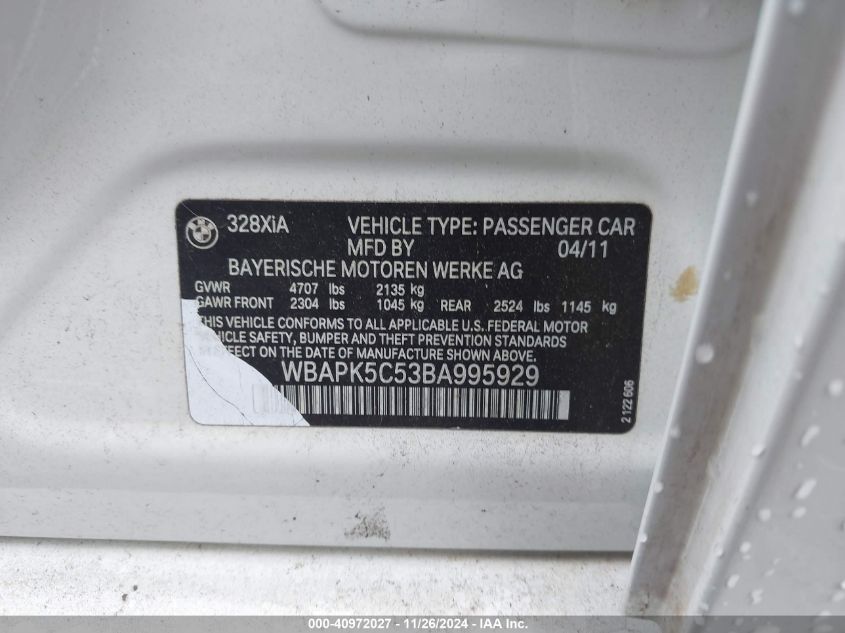 BMW
328XiA VEHICLE TYPE: PASSENGER CAR
MFD BY 04/11
BAYERISCHE MOTOREN WERKE AG
GVWR 4707 lbs 2135 kg
GAWR FRONT 2304 lbs 1045 kg REAR 2524 lbs 1145 kg
THIS VEHICLE CONFORMS TO ALL APPLICABLE U.S. FEDERAL MOTOR
VEHICLE SAFETY, BUMPER AND THEFT PREVENTION STANDARDS
ON THE DATE OF MANUFACTURE SHOWN ABOVE.
WBAPK5C53BA995929
2 122 606
000-40972027 - 11/26/2024 - IAA Inc.